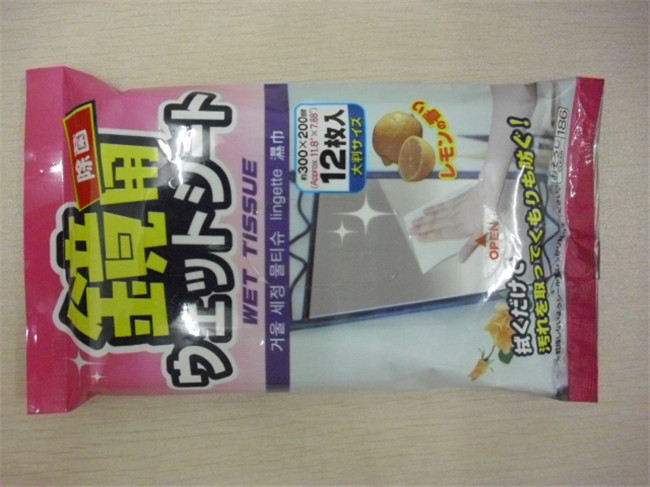 除菌
鏡用
ウェットシート
WET TISSUE
거울 세정 물티슈 lingette 濕巾
約300×200㎜
(Approx.11.8"×7.88")
12枚入
大判サイズ
レモンの香り
OPEN
拭くだけで
汚れを取ってくもりも防ぐ!
186